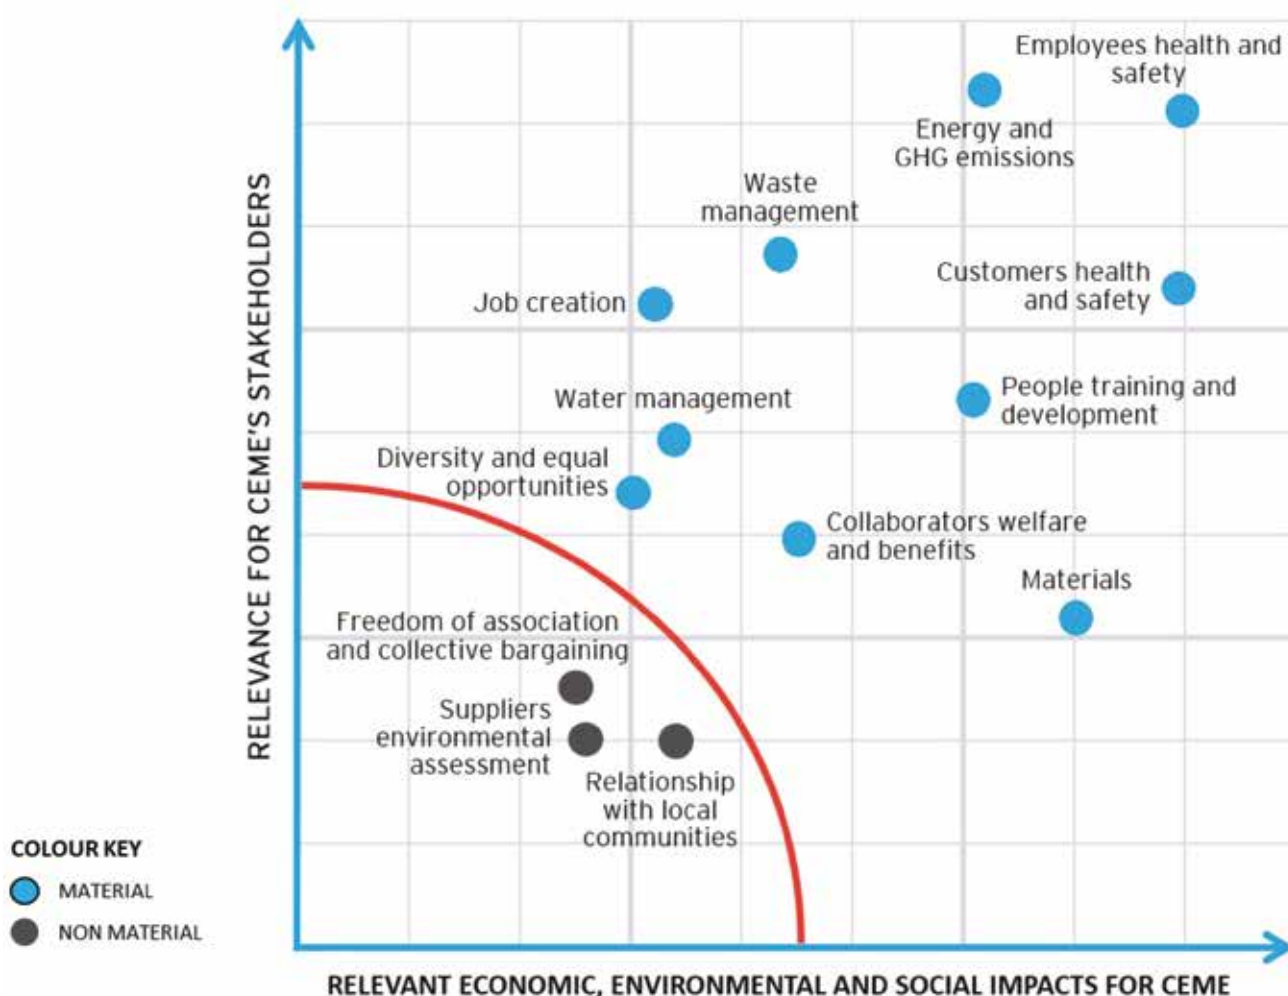 Employees health and
safety
Energy and
GHG emissions
Waste
management
Customers health
and safety
Job creation
People training and
development
Water management
Diversity and equal
opportunities
Collaborators welfare
and benefits
Materials
Freedom of association
and collective bargaining
Suppliers
environmental
assessment
Relationship
with local
communities
RELEVANCE FOR CEME'S STAKEHOLDERS
COLOUR KEY
MATERIAL
NON MATERIAL
RELEVANT ECONOMIC, ENVIRONMENTAL AND SOCIAL IMPACTS FOR CEME